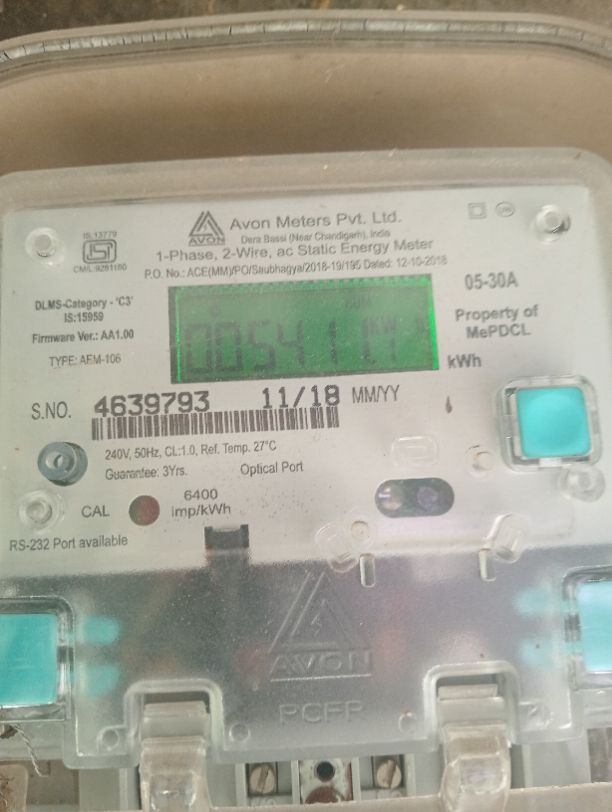 Avon Meters Pvt. Ltd.
AVON
Dera Bassi (Near Chandigarh), India
1-Phase, 2-Wire, ac Static Energy Meter
P.O. No.: ACE(MM)/PO/Saubhagya/2018-19/195 Dated: 12-10-2018
IS:13779
CM/L:9281180
05-30A
DLMS-Category - 'C3'
IS:15959
Firmware Ver.: AA1.00
TYPE: AEM-106
Property of
MePDCL
kWh
S.NO. 4639793 11/18 MM/YY
240V, 50Hz, CL:1.0, Ref. Temp. 27°C
Guarantee: 3Yrs. Optical Port
CAL 6400
imp/kWh
RS-232 Port available
AVON